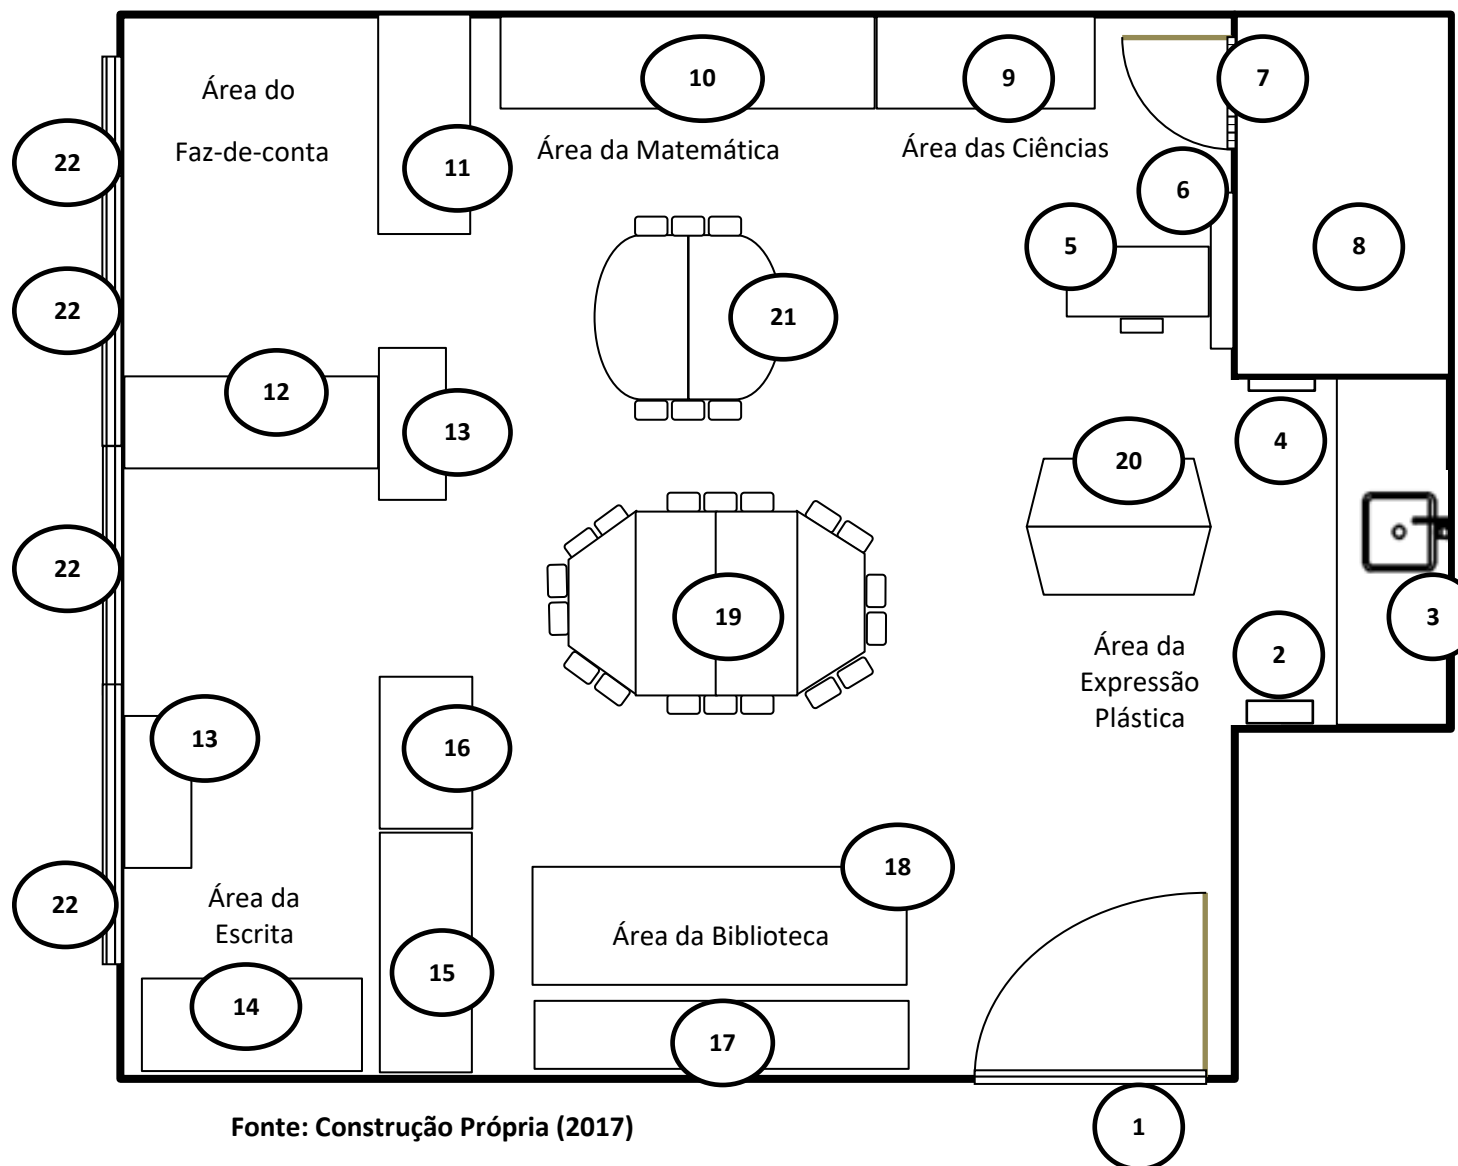 10
9
7
Área do
Faz-de-conta
22
11
Área da Matemática
Área das Ciências
6
5
8
22
21
12
13
4
20
22
19
3
Área da
Expressão
Plástica
2
13
16
18
22
Área da
Escrita
Área da Biblioteca
15
14
17
1
Fonte: Construção Própria (2017)